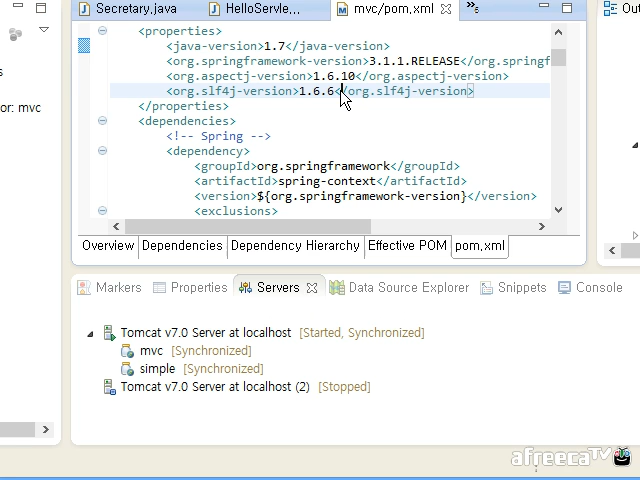 Secretary.java
HelloServle...
mvc/pom.xml
5
Out
s
or: mvc
<properties>
<java-version>1.7</java-version>
<org.springframework-version>3.1.1.RELEASE</org.springf
<org.aspectj-version>1.6.10</org.aspectj-version>
<org.slf4j-version>1.6.6</org.slf4j-version>
</properties>
<dependencies>
<!-- Spring -->
<dependency>
<groupId>org.springframework</groupId>
<artifactId>spring-context</artifactId>
<version>${org.springframework-version}</version>
<exclusions>
Overview Dependencies Dependency Hierarchy Effective POM pom.xml
Markers Properties Servers Data Source Explorer Snippets Console
Tomcat v7.0 Server at localhost [Started, Synchronized]
mvc [Synchronized]
simple [Synchronized]
Tomcat v7.0 Server at localhost (2) [Stopped]
afreecaTV